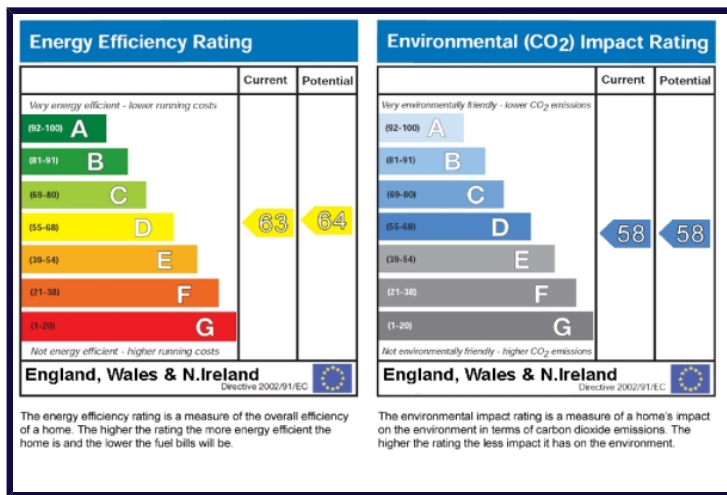 Energy Efficiency Rating
Current Potential
Very energy efficient - lower running costs
(92-100) A
(81-91) B
(69-80) C
(55-68) D
63 64
(39-54) E
(21-38) F
(1-20) G
Not energy efficient - higher running costs
England, Wales & N.Ireland
Directive 2002/91/EC
The energy efficiency rating is a measure of the overall efficiency
of a home. The higher the rating the more energy efficient the
home is and the lower the fuel bills will be.
Environmental (CO2) Impact Rating
Current Potential
Very environmentally friendly - lower CO2 emissions
(92-100) A
(81-91) B
(69-80) C
(55-68) D
58 58
(39-54) E
(21-38) F
(1-20) G
Not environmentally friendly - higher CO2 emissions
England, Wales & N.Ireland
Directive 2002/91/EC
The environmental impact rating is a measure of a home's impact
on the environment in terms of carbon dioxide emissions. The
higher the rating the less impact it has on the environment.